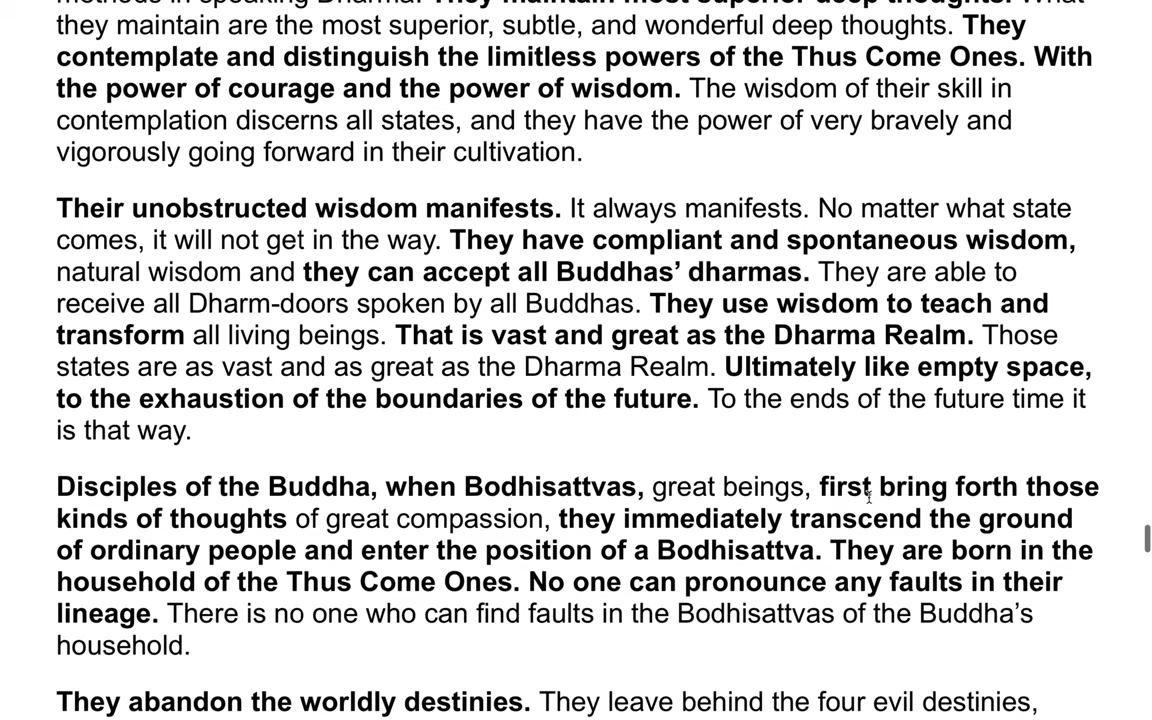 methods in speaking Dharma. They maintain most superior deep thoughts. What
they maintain are the most superior, subtle, and wonderful deep thoughts. They
contemplate and distinguish the limitless powers of the Thus Come Ones. With
the power of courage and the power of wisdom. The wisdom of their skill in
contemplation discerns all states, and they have the power of very bravely and
vigorously going forward in their cultivation.
Their unobstructed wisdom manifests. It always manifests. No matter what state
comes, it will not get in the way. They have compliant and spontaneous wisdom,
natural wisdom and they can accept all Buddhas’ dharmas. They are able to
receive all Dharm-doors spoken by all Buddhas. They use wisdom to teach and
transform all living beings. That is vast and great as the Dharma Realm. Those
states are as vast and as great as the Dharma Realm. Ultimately like empty space,
to the exhaustion of the boundaries of the future. To the ends of the future time it
is that way.
Disciples of the Buddha, when Bodhisattvas, great beings, first bring forth those
kinds of thoughts of great compassion, they immediately transcend the ground
of ordinary people and enter the position of a Bodhisattva. They are born in the
household of the Thus Come Ones. No one can pronounce any faults in their
lineage. There is no one who can find faults in the Bodhisattvas of the Buddha’s
household.
They abandon the worldly destinies. They leave behind the four evil destinies,